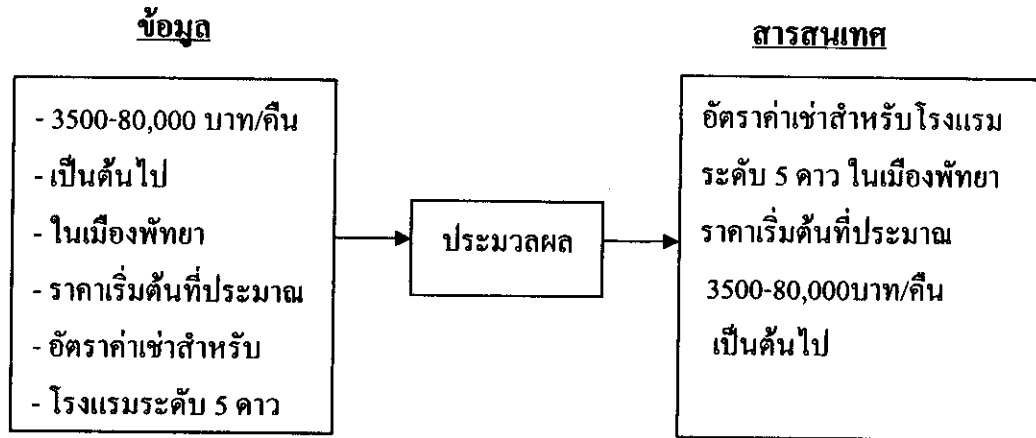 ข้อมูล
- 3500-80,000 บาท/คืน
- เป็นต้นไป
- ในเมืองพัทยา
- ราคาเริ่มต้นที่ประมาณ
- อัตราค่าเช่าสำหรับ
- โรงแรมระดับ 5 ดาว
ประมวลผล
สารสนเทศ
อัตราค่าเช่าสำหรับโรงแรม
ระดับ 5 ดาว ในเมืองพัทยา
ราคาเริ่มต้นที่ประมาณ
3500-80,000บาท/คืน
เป็นต้นไป